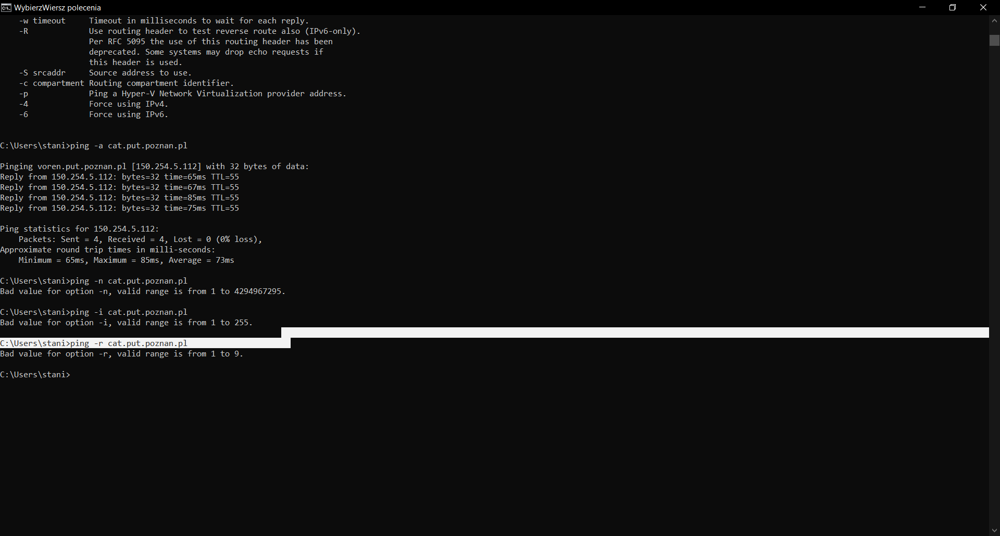 WybierzWiersz polecenia
    -w timeout     Timeout in milliseconds to wait for each reply.
    -R             Use routing header to test reverse route also (IPv6-only).
                   Per RFC 5095 the use of this routing header has been
                   deprecated. Some systems may drop echo requests if
                   this header is used.
    -S srcaddr     Source address to use.
    -c compartment Routing compartment identifier.
    -p             Ping a Hyper-V Network Virtualization provider address.
    -4             Force using IPv4.
    -6             Force using IPv6.
C:\Users\stani>ping -a cat.put.poznan.pl
Pinging voren.put.poznan.pl [150.254.5.112] with 32 bytes of data:
Reply from 150.254.5.112: bytes=32 time=65ms TTL=55
Reply from 150.254.5.112: bytes=32 time=67ms TTL=55
Reply from 150.254.5.112: bytes=32 time=85ms TTL=55
Reply from 150.254.5.112: bytes=32 time=75ms TTL=55
Ping statistics for 150.254.5.112:
    Packets: Sent = 4, Received = 4, Lost = 0 (0% loss),
Approximate round trip times in milli-seconds:
    Minimum = 65ms, Maximum = 85ms, Average = 73ms
C:\Users\stani>ping -n cat.put.poznan.pl
Bad value for option -n, valid range is from 1 to 4294967295.
C:\Users\stani>ping -i cat.put.poznan.pl
Bad value for option -i, valid range is from 1 to 255.
C:\Users\stani>ping -r cat.put.poznan.pl
Bad value for option -r, valid range is from 1 to 9.
C:\Users\stani>